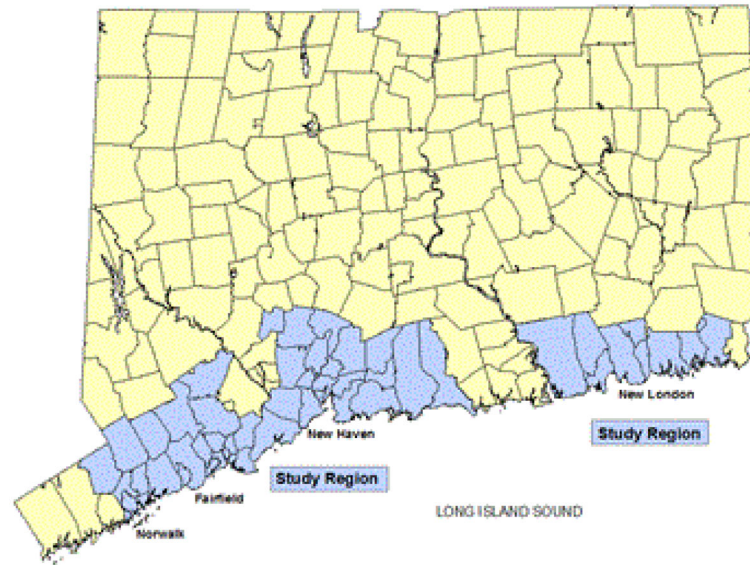 New London
Study Region
New Haven
Study Region
Fairfield
LONG ISLAND SOUND
Norwalk